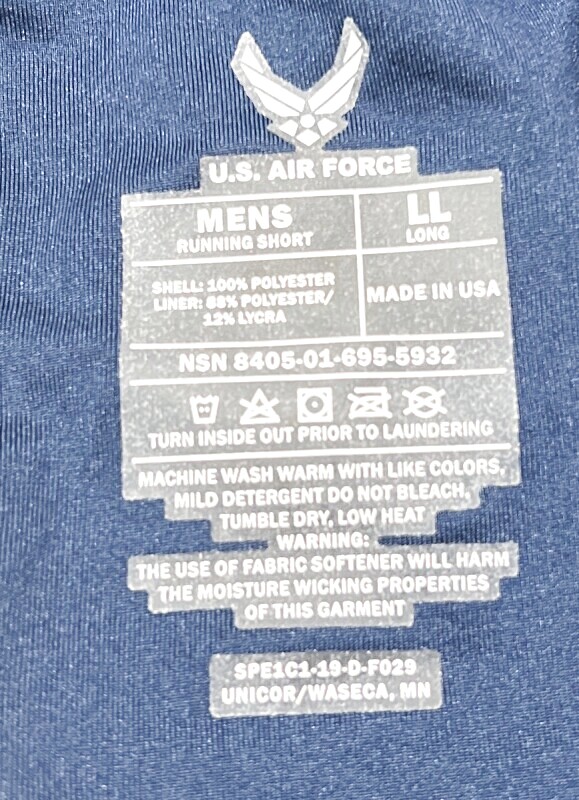 U.S. AIR FORCE
MENS
RUNNING SHORT
LL
LONG
SHELL: 100% POLYESTER
LINER: 88% POLYESTER/
12% LYCRA
MADE IN USA
NSN 8405-01-695-5932
TURN INSIDE OUT PRIOR TO LAUNDERING
MACHINE WASH WARM WITH LIKE COLORS,
MILD DETERGENT DO NOT BLEACH,
TUMBLE DRY, LOW HEAT
WARNING:
THE USE OF FABRIC SOFTENER WILL HARM
THE MOISTURE WICKING PROPERTIES
OF THIS GARMENT
SPE1C1-19-D-F029
UNICOR/WASECA, MN